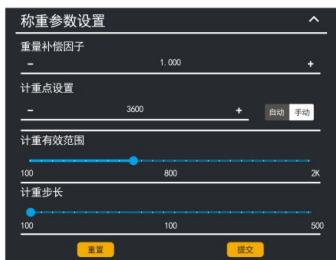 称重参数设置
重量补偿因子
- 1.000 +
计重点设置
- 3600 + 自动 手动
计重有效范围
100 800 2K
计重步长
100 100 500
重置 提交